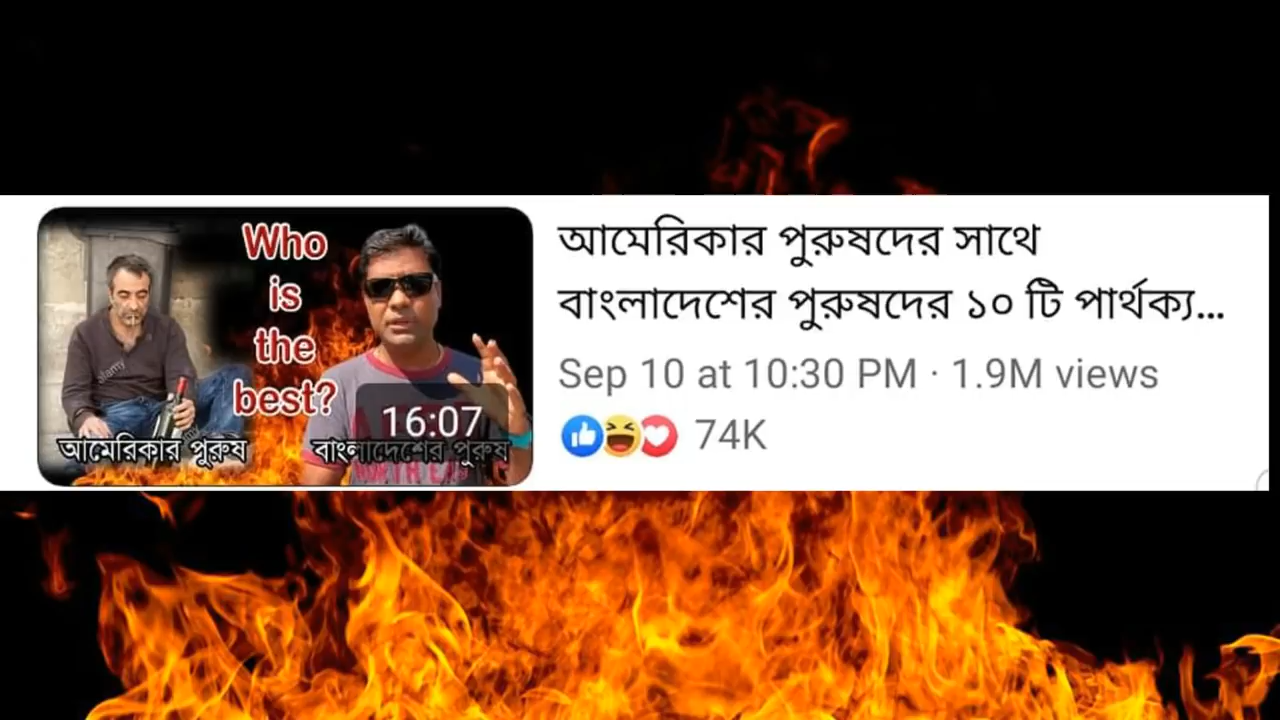 Who
is
the
best?
alamy
আমেরিকার পুরুষ
16:07
বাংলাদেশের পুরুষ
আমেরিকার পুরুষদের সাথে
বাংলাদেশের পুরুষদের ১০ টি পার্থক্য...
Sep 10 at 10:30 PM · 1.9M views
74K